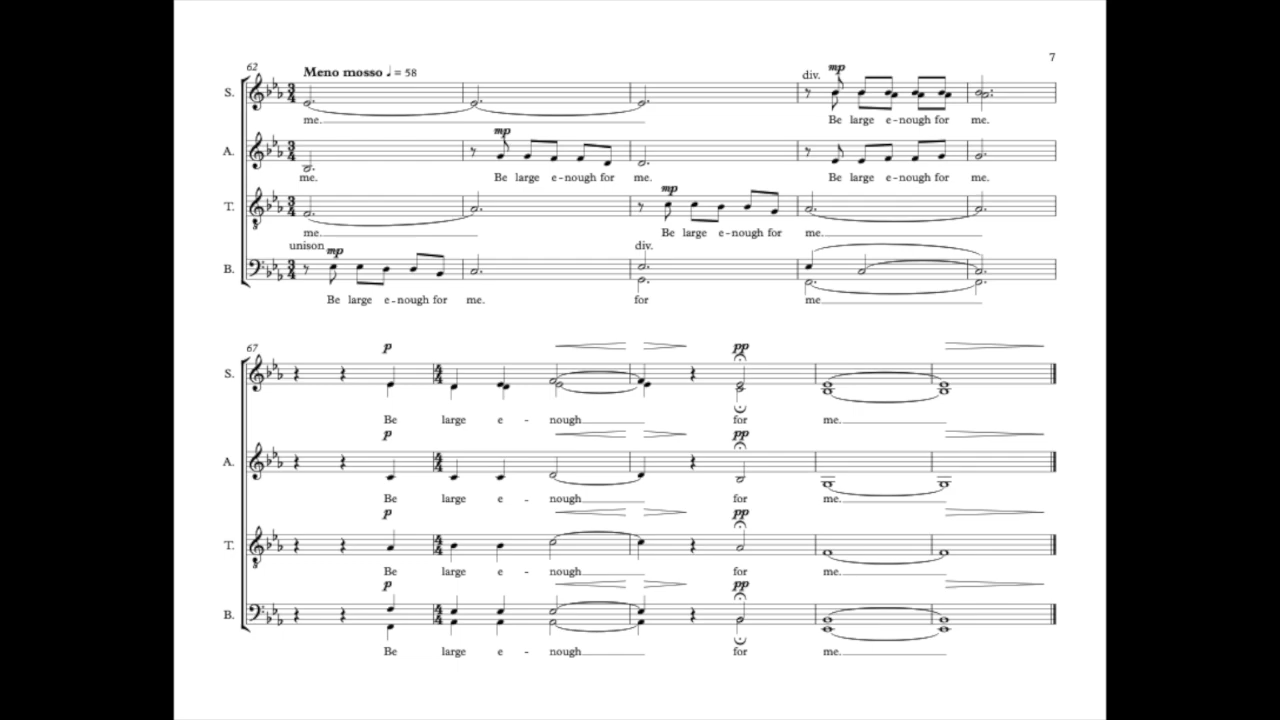 7
62
Meno mosso ♩ = 58
div. mp
S.
me. Be large e - nough for me.
mp
A.
me. Be large e - nough for me. Be large e - nough for me.
mp
T.
me. Be large e - nough for me.
unison mp div.
B.
Be large e - nough for me. for me
67
p pp
S.
Be large e - nough for me.
p pp
A.
Be large e - nough for me.
p pp
T.
Be large e - nough for me.
p pp
B.
Be large e - nough for me.